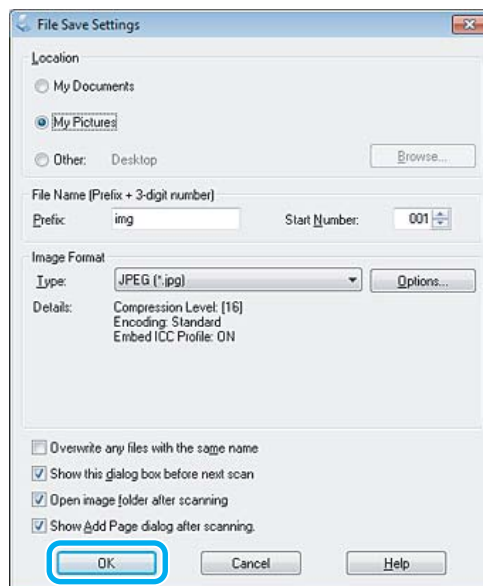 File Save Settings
Location
My Documents
My Pictures
Other: Desktop Browse...
File Name (Prefix + 3-digit number)
Prefix: img Start Number: 001
Image Format
Type: JPEG (*.jpg) Options...
Details: Compression Level: [16]
Encoding: Standard
Embed ICC Profile: ON
Overwrite any files with the same name
Show this dialog box before next scan
Open image folder after scanning
Show Add Page dialog after scanning.
OK Cancel Help